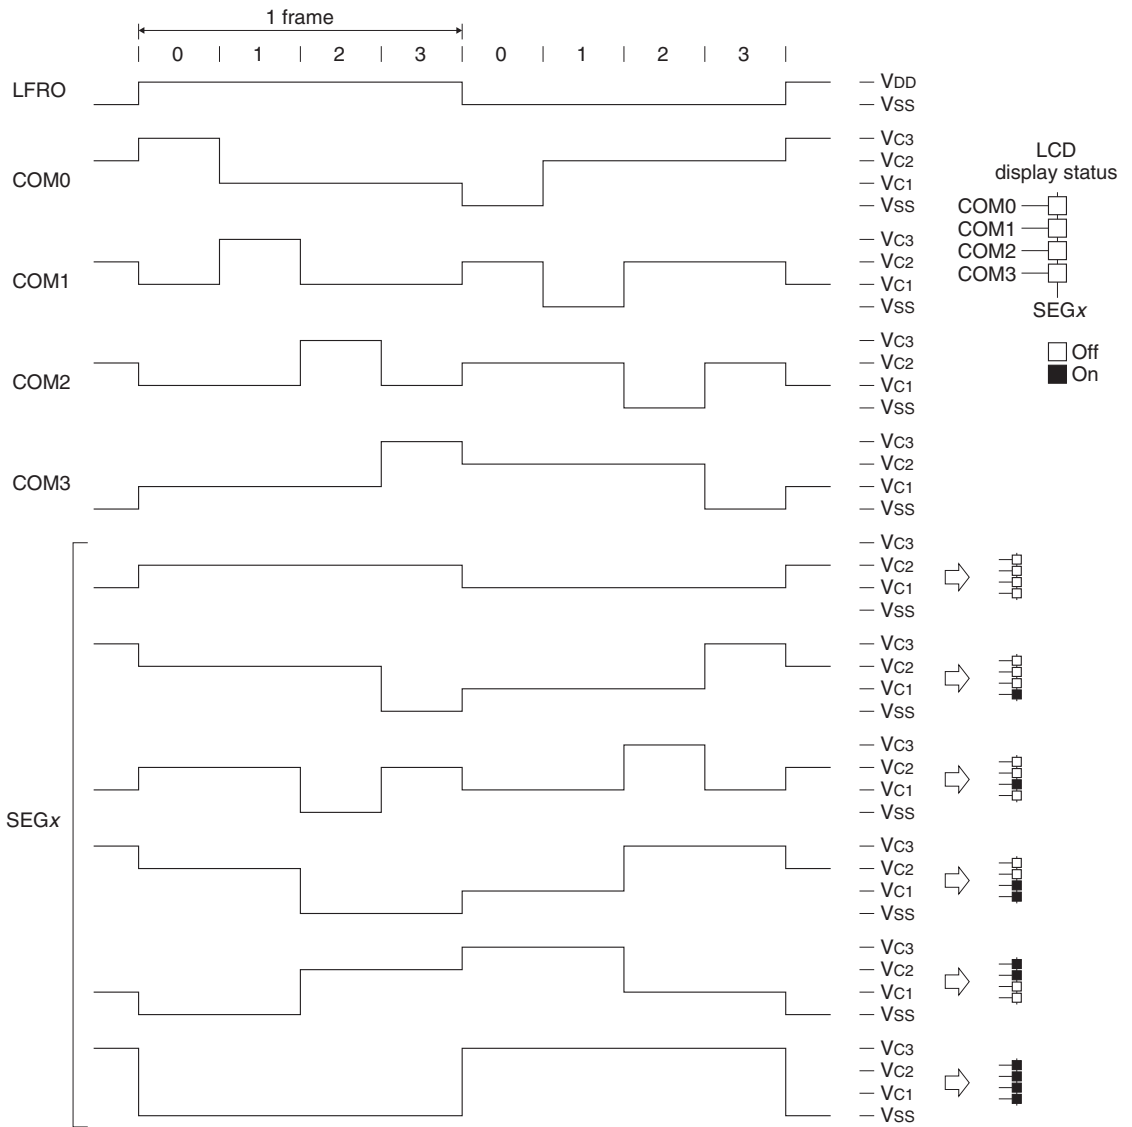 1 frame
0 1 2 3 0 1 2 3
LFRO
VDD
VSS
COM0
VC3
VC2
VC1
VSS
LCD
display status
COM0
COM1
COM2
COM3
SEGx
Off
On
COM1
VC3
VC2
VC1
VSS
COM2
VC3
VC2
VC1
VSS
COM3
VC3
VC2
VC1
VSS
SEGx
VC3
VC2
VC1
VSS
VC3
VC2
VC1
VSS
VC3
VC2
VC1
VSS
VC3
VC2
VC1
VSS
VC3
VC2
VC1
VSS
VC3
VC2
VC1
VSS